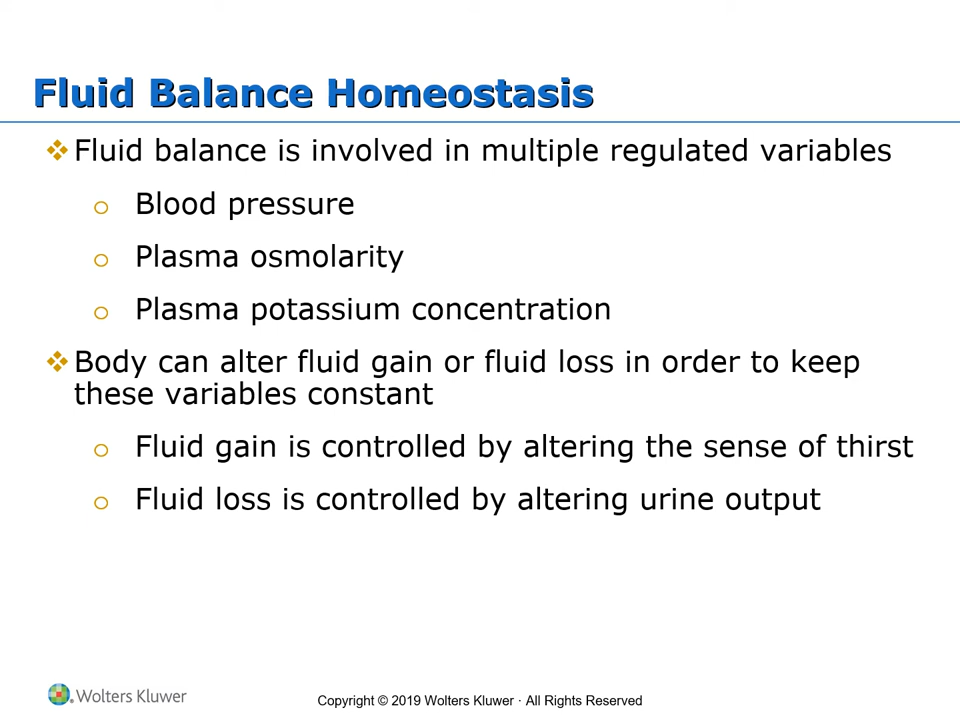 Fluid Balance Homeostasis
❖ Fluid balance is involved in multiple regulated variables
o Blood pressure
o Plasma osmolarity
o Plasma potassium concentration
❖ Body can alter fluid gain or fluid loss in order to keep
these variables constant
o Fluid gain is controlled by altering the sense of thirst
o Fluid loss is controlled by altering urine output
Wolters Kluwer
Copyright © 2019 Wolters Kluwer · All Rights Reserved